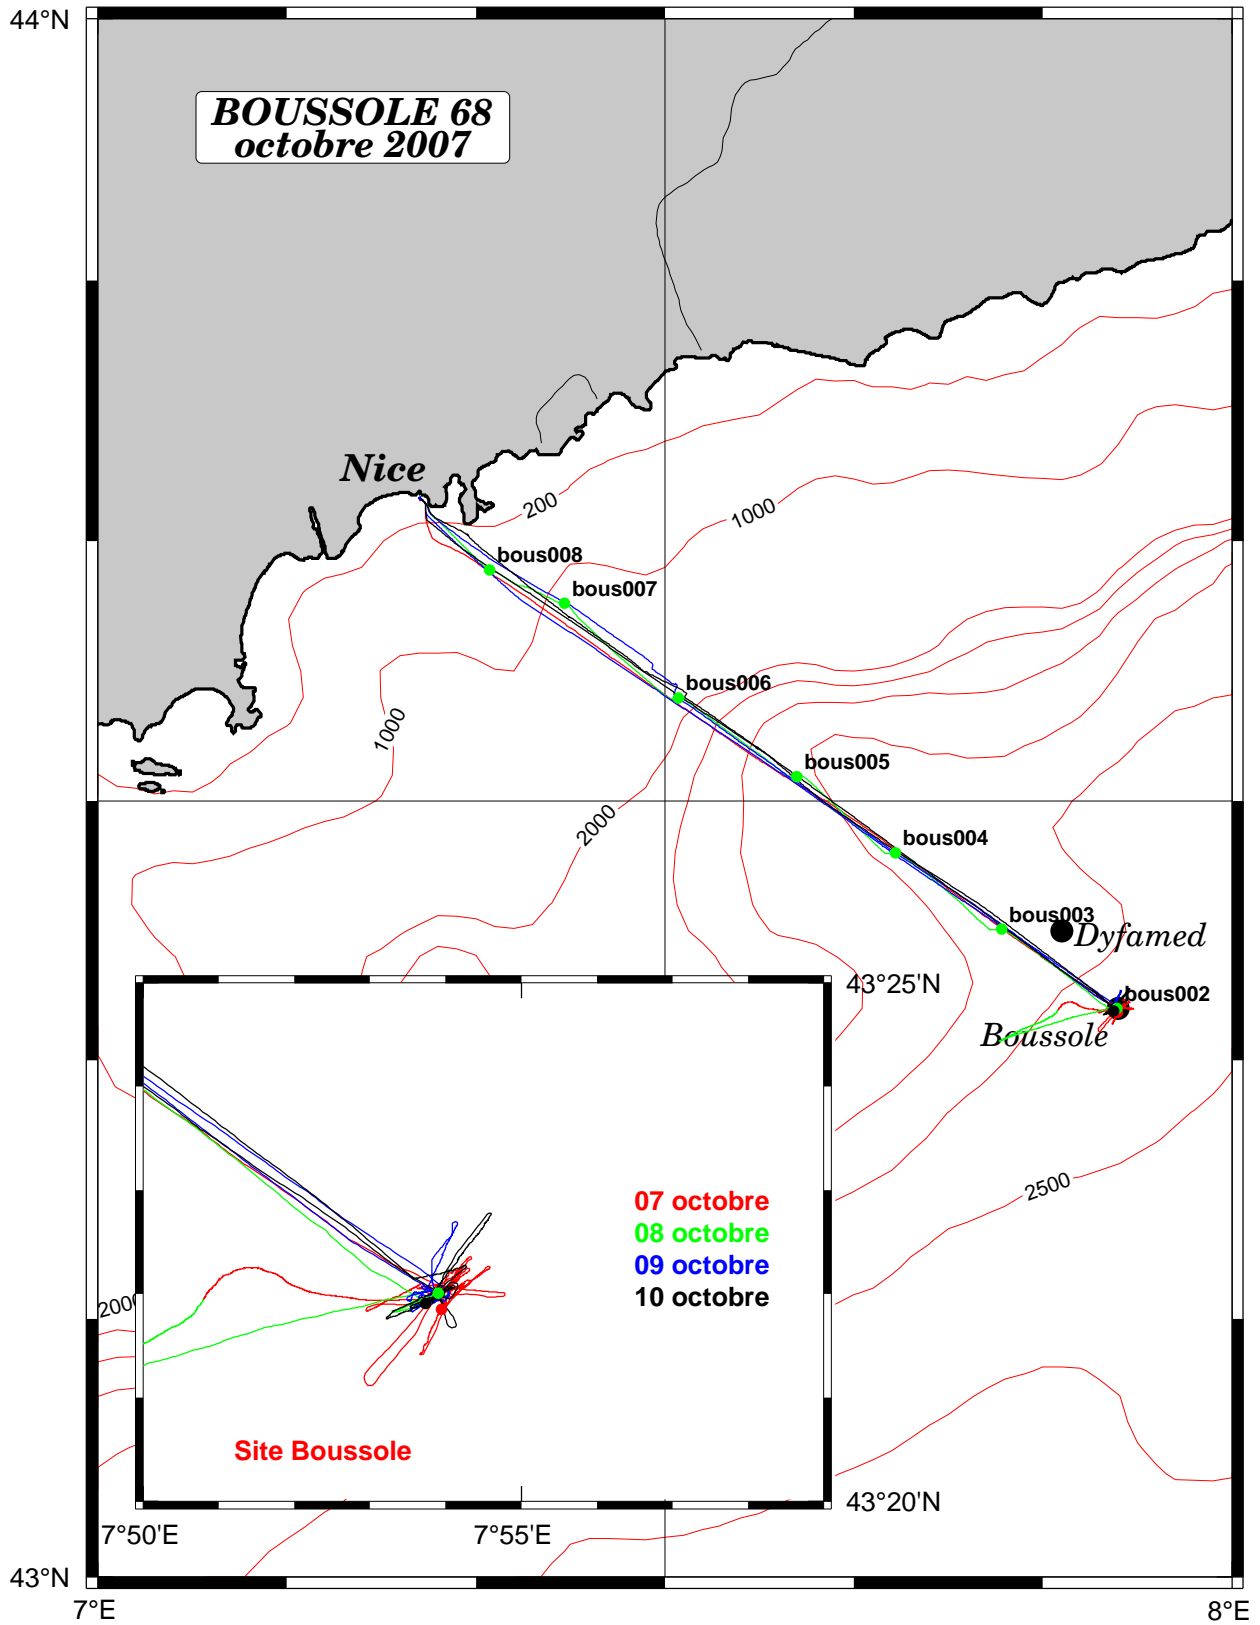 44°N
BOUSSOLE 68
octobre 2007
Nice
200
1000
bous008
bous007
bous006
1000
bous005
2000
bous004
bous003
Dyfamed
43°25'N
bous002
Boussole
2500
07 octobre
08 octobre
09 octobre
10 octobre
2000
Site Boussole
43°20'N
7°50'E
7°55'E
43°N
7°E
8°E